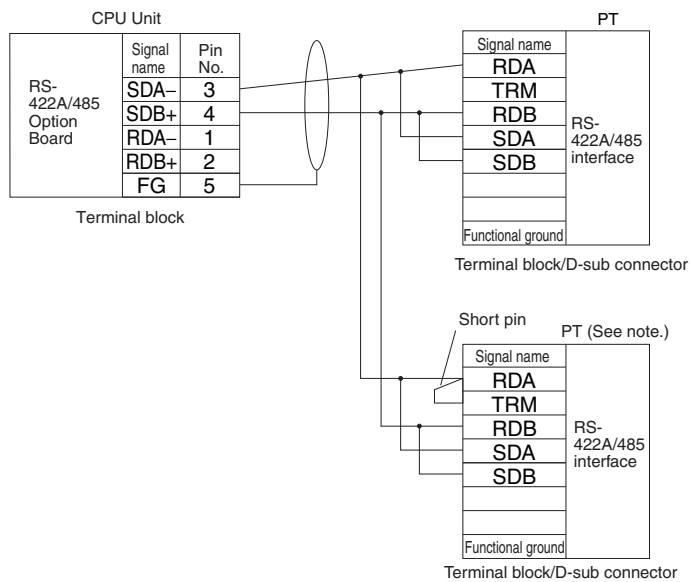 CPU Unit
Signal name
Pin No.
RS-422A/485 Option Board
SDA– 3
SDB+ 4
RDA– 1
RDB+ 2
FG 5
Terminal block
PT
Signal name
RDA
TRM
RDB
SDA
SDB
Functional ground
RS-422A/485 interface
Terminal block/D-sub connector
Short pin
PT (See note.)
Signal name
RDA
TRM
RDB
SDA
SDB
Functional ground
RS-422A/485 interface
Terminal block/D-sub connector